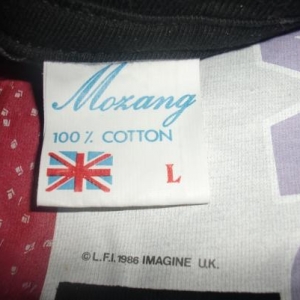 Mozang
100% COTTON
L
© L.F.I. 1986 IMAGINE U.K.